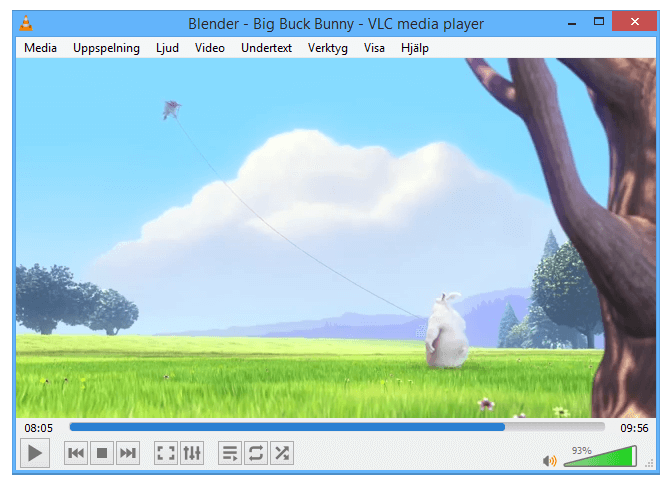 Blender - Big Buck Bunny - VLC media player
Media Uppspelning Ljud Video Undertext Verktyg Visa Hjälp
08:05 09:56
93%